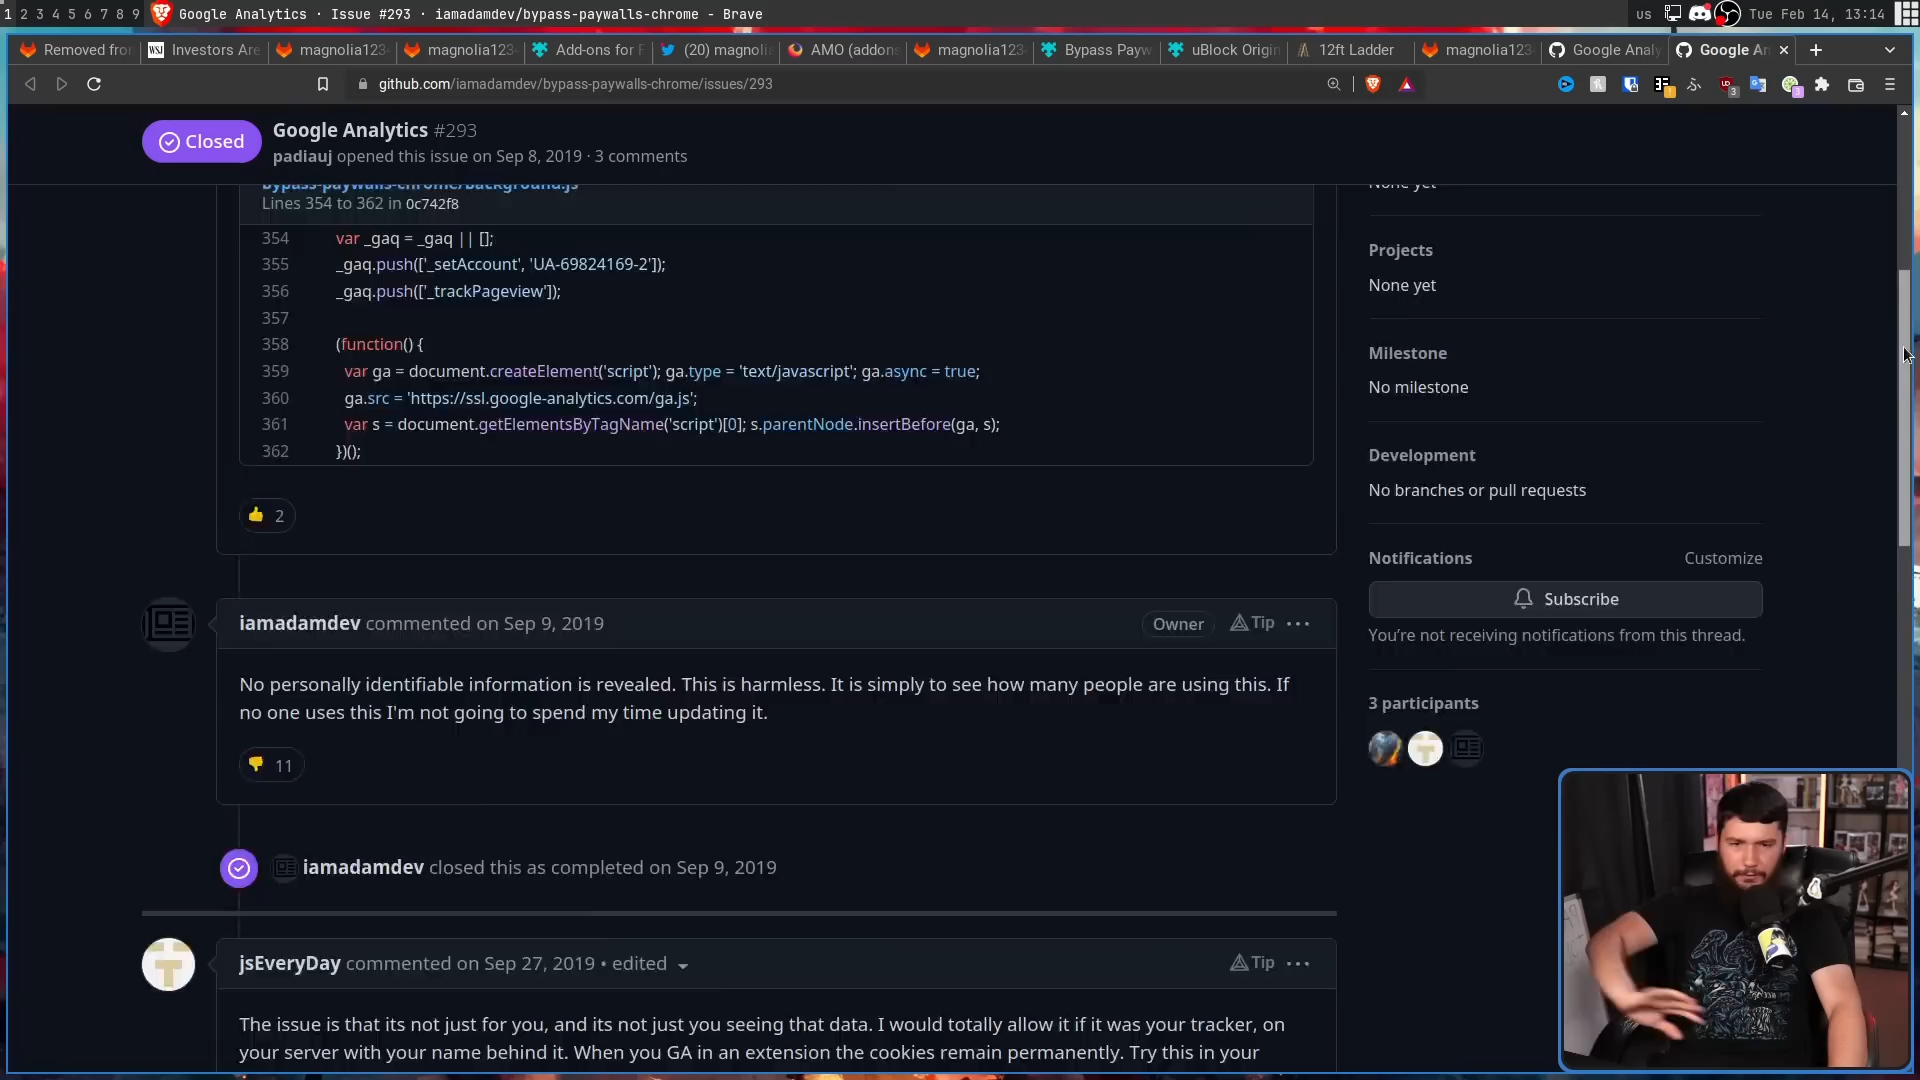 1 2 3 4 5 6 7 8 9 Google Analytics · Issue #293 · iamadamdev/bypass-paywalls-chrome - Brave us Tue Feb 14, 13:14
Removed fro WSJ Investors Are magnolia123 magnolia123 Add-ons for F (20) magnoli AMO (addons magnolia123 Bypass Payw uBlock Origin 12ft Ladder magnolia123 Google Analy Google An
github.com/iamadamdev/bypass-paywalls-chrome/issues/293
Closed
Google Analytics #293
padiauj opened this issue on Sep 8, 2019 · 3 comments
bypass-paywalls-chrome/background.js
Lines 354 to 362 in 0c742f8
354 var _gaq = _gaq || [];
355 _gaq.push(['_setAccount', 'UA-69824169-2']);
356 _gaq.push(['_trackPageview']);
357
358 (function() {
359 var ga = document.createElement('script'); ga.type = 'text/javascript'; ga.async = true;
360 ga.src = 'https://ssl.google-analytics.com/ga.js';
361 var s = document.getElementsByTagName('script')[0]; s.parentNode.insertBefore(ga, s);
362 })();
👍 2
iamadamdev commented on Sep 9, 2019 Owner Tip ···
No personally identifiable information is revealed. This is harmless. It is simply to see how many people are using this. If
no one uses this I'm not going to spend my time updating it.
👎 11
iamadamdev closed this as completed on Sep 9, 2019
jsEveryDay commented on Sep 27, 2019 • edited Tip ···
The issue is that its not just for you, and its not just you seeing that data. I would totally allow it if it was your tracker, on
your server with your name behind it. When you GA in an extension the cookies remain permanently. Try this in your
None yet
Projects
None yet
Milestone
No milestone
Development
No branches or pull requests
Notifications Customize
Subscribe
You're not receiving notifications from this thread.
3 participants